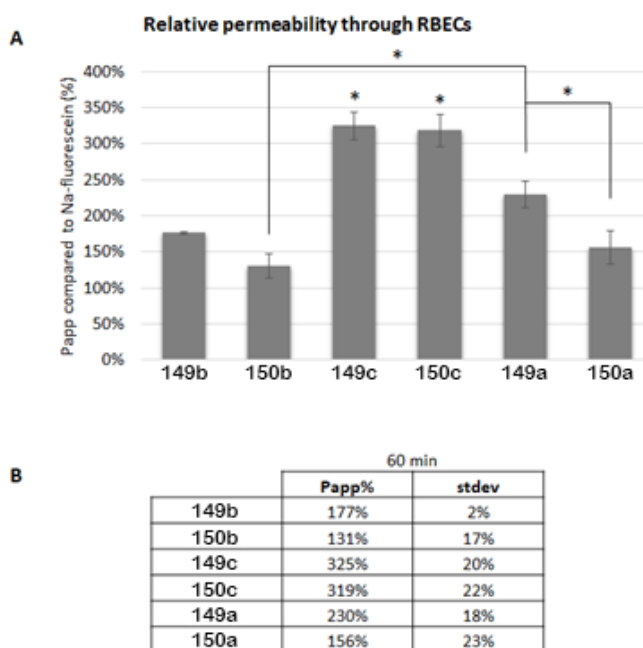 Relative permeability through RBECs
A
Papp compared to Na-fluorescein (%)
400%
350%
300%
250%
200%
150%
100%
50%
0%
* * * *
149b 150b 149c 150c 149a 150a
B
60 min
Papp% stdev
149b 177% 2%
150b 131% 17%
149c 325% 20%
150c 319% 22%
149a 230% 18%
150a 156% 23%